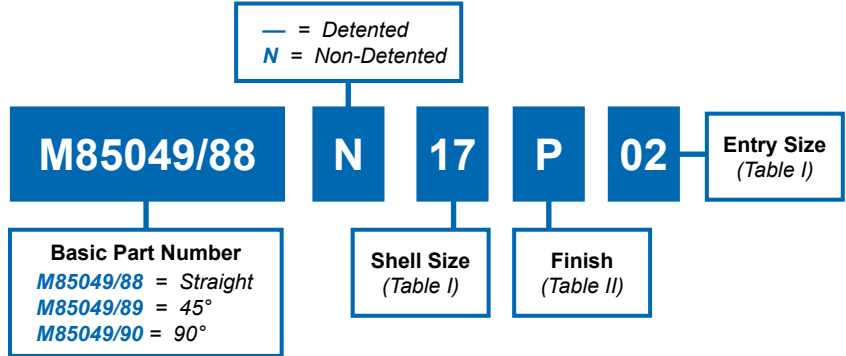 — = Detented
N = Non-Detented
M85049/88 N 17 P 02
Entry Size
(Table I)
Basic Part Number
M85049/88 = Straight
M85049/89 = 45°
M85049/90 = 90°
Shell Size
(Table I)
Finish
(Table II)